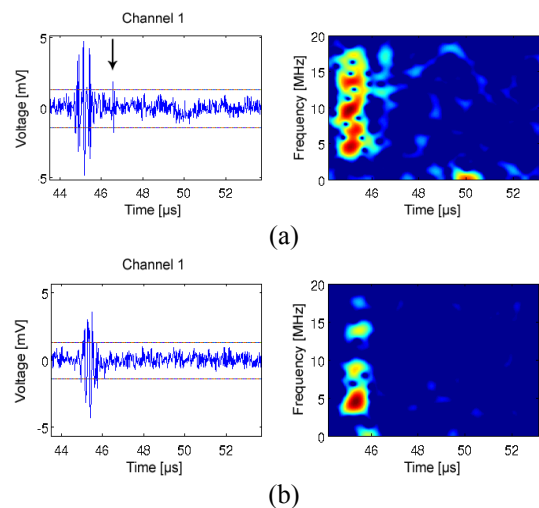 Channel 1
Voltage [mV]
5
0
5
44 46 48 50 52
Time [µs]
Frequency [MHz]
20
15
10
5
0
46 48 50 52
Time [µs]
(a)
Channel 1
Voltage [mV]
5
0
-5
44 46 48 50 52
Time [µs]
Frequency [MHz]
20
15
10
5
0
46 48 50 52
Time [µs]
(b)